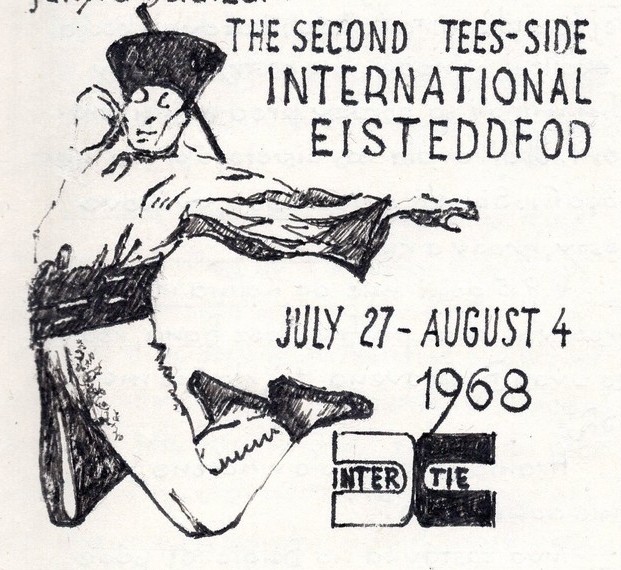 THE SECOND TEES-SIDE
INTERNATIONAL
EISTEDDFOD
JULY 27 - AUGUST 4
1968
INTER TIE